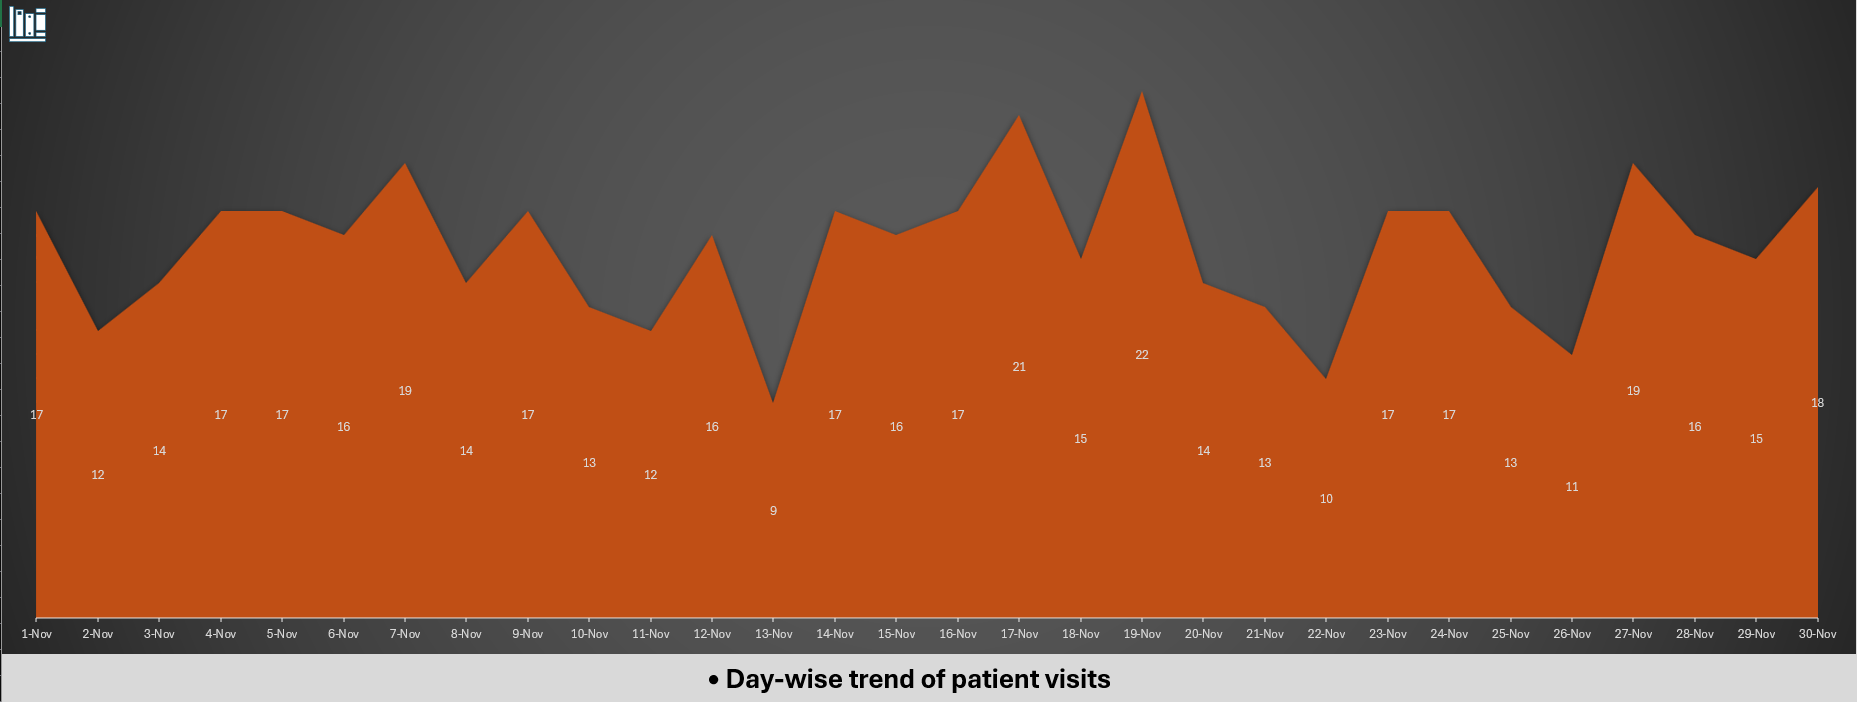 21 22
19 19
17 17 17 17 17 17 17 17 18
16 16 16 16
14 14 15 14 15
13 13 13
12 12 11
9 10
1-Nov 2-Nov 3-Nov 4-Nov 5-Nov 6-Nov 7-Nov 8-Nov 9-Nov 10-Nov 11-Nov 12-Nov 13-Nov 14-Nov 15-Nov 16-Nov 17-Nov 18-Nov 19-Nov 20-Nov 21-Nov 22-Nov 23-Nov 24-Nov 25-Nov 26-Nov 27-Nov 28-Nov 29-Nov 30-Nov
• Day-wise trend of patient visits